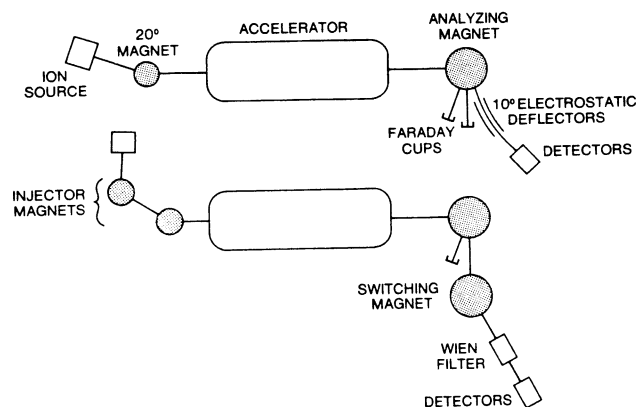 ACCELERATOR
ANALYZING
MAGNET
20°
MAGNET
ION
SOURCE
10° ELECTROSTATIC
DEFLECTORS
FARADAY
CUPS
DETECTORS
INJECTOR
MAGNETS
SWITCHING
MAGNET
WIEN
FILTER
DETECTORS